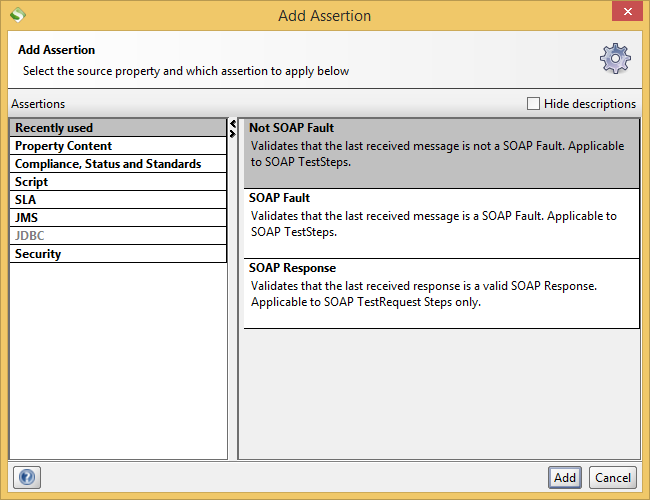 Add Assertion
Add Assertion
Select the source property and which assertion to apply below
Assertions
Hide descriptions
Recently used
Property Content
Compliance, Status and Standards
Script
SLA
JMS
JDBC
Security
Not SOAP Fault
Validates that the last received message is not a SOAP Fault. Applicable
to SOAP TestSteps.
SOAP Fault
Validates that the last received message is a SOAP Fault. Applicable to
SOAP TestSteps.
SOAP Response
Validates that the last received response is a valid SOAP Response.
Applicable to SOAP TestRequest Steps only.
Add
Cancel